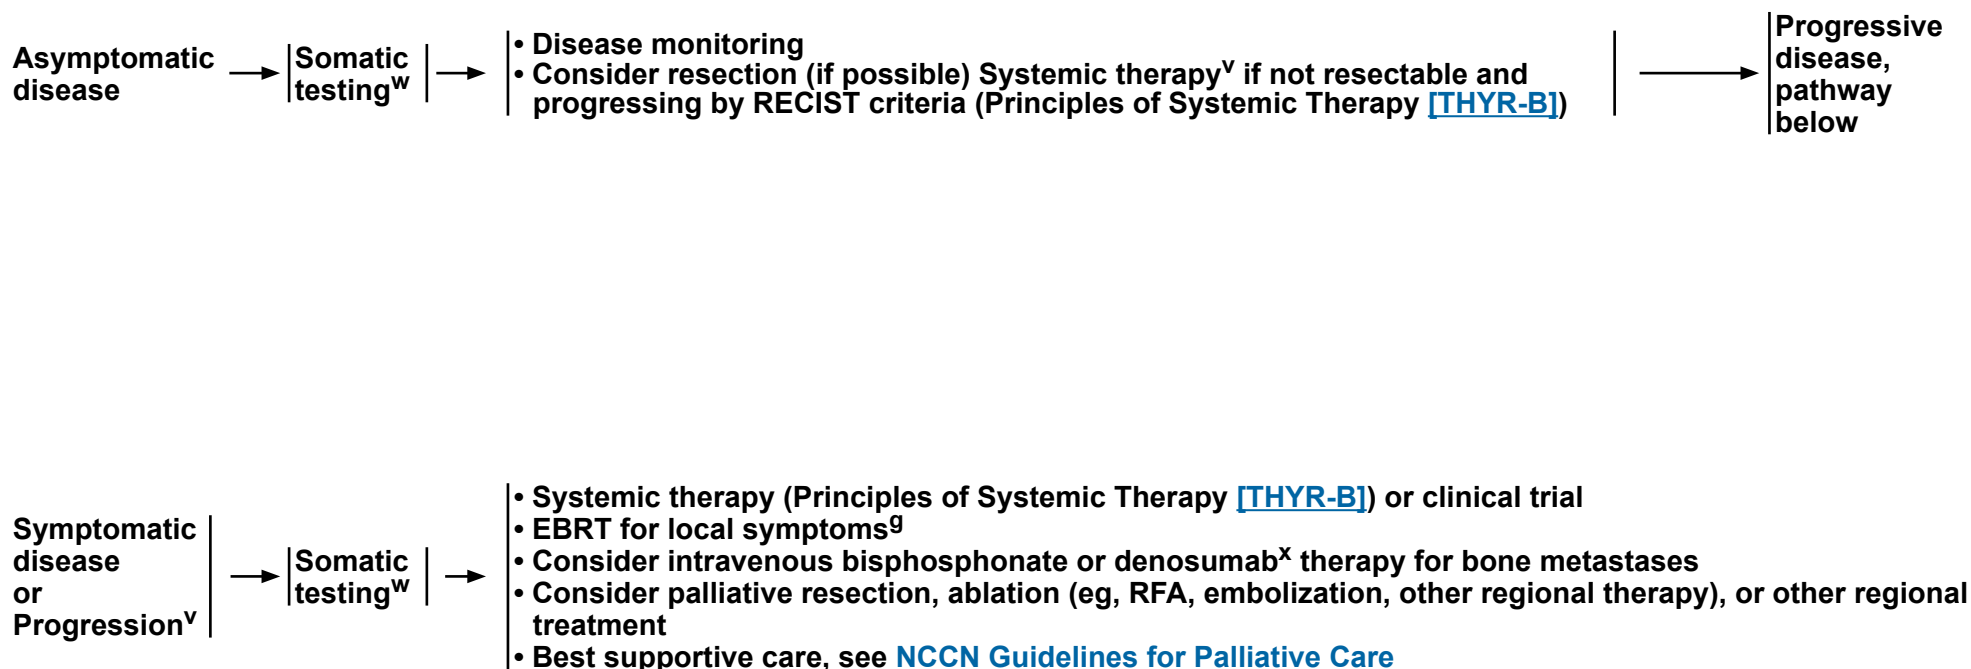 Asymptomatic
disease
Somatic
testingʷ
• Disease monitoring
• Consider resection (if possible) Systemic therapyᵛ if not resectable and
progressing by RECIST criteria (Principles of Systemic Therapy [THYR-B])
Progressive
disease,
pathway
below
Symptomatic
disease
or
Progressionᵛ
Somatic
testingʷ
• Systemic therapy (Principles of Systemic Therapy [THYR-B]) or clinical trial
• EBRT for local symptomsᵍ
• Consider intravenous bisphosphonate or denosumabˣ therapy for bone metastases
• Consider palliative resection, ablation (eg, RFA, embolization, other regional therapy), or other regional
treatment
• Best supportive care, see NCCN Guidelines for Palliative Care